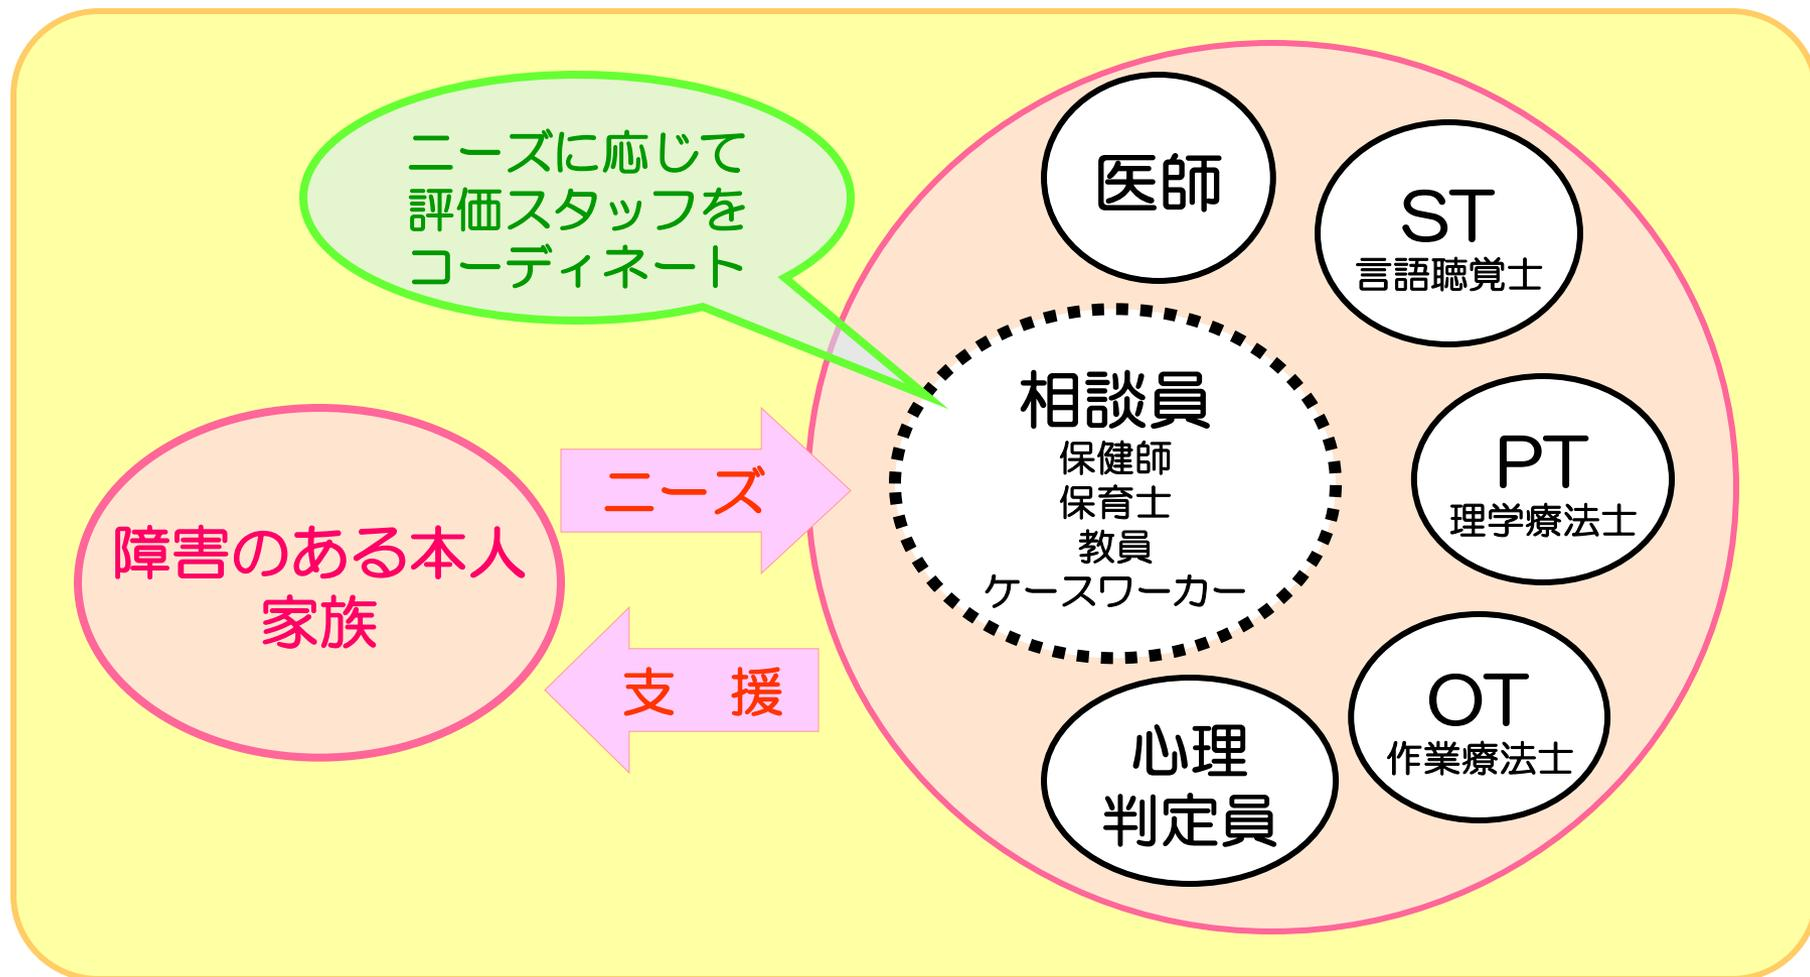 ニーズに応じて
評価スタッフを
コーディネート
障害のある本人
家族
ニーズ
支　援
医師
ST
言語聴覚士
相談員
保健師
保育士
教員
ケースワーカー
PT
理学療法士
OT
作業療法士
心理
判定員